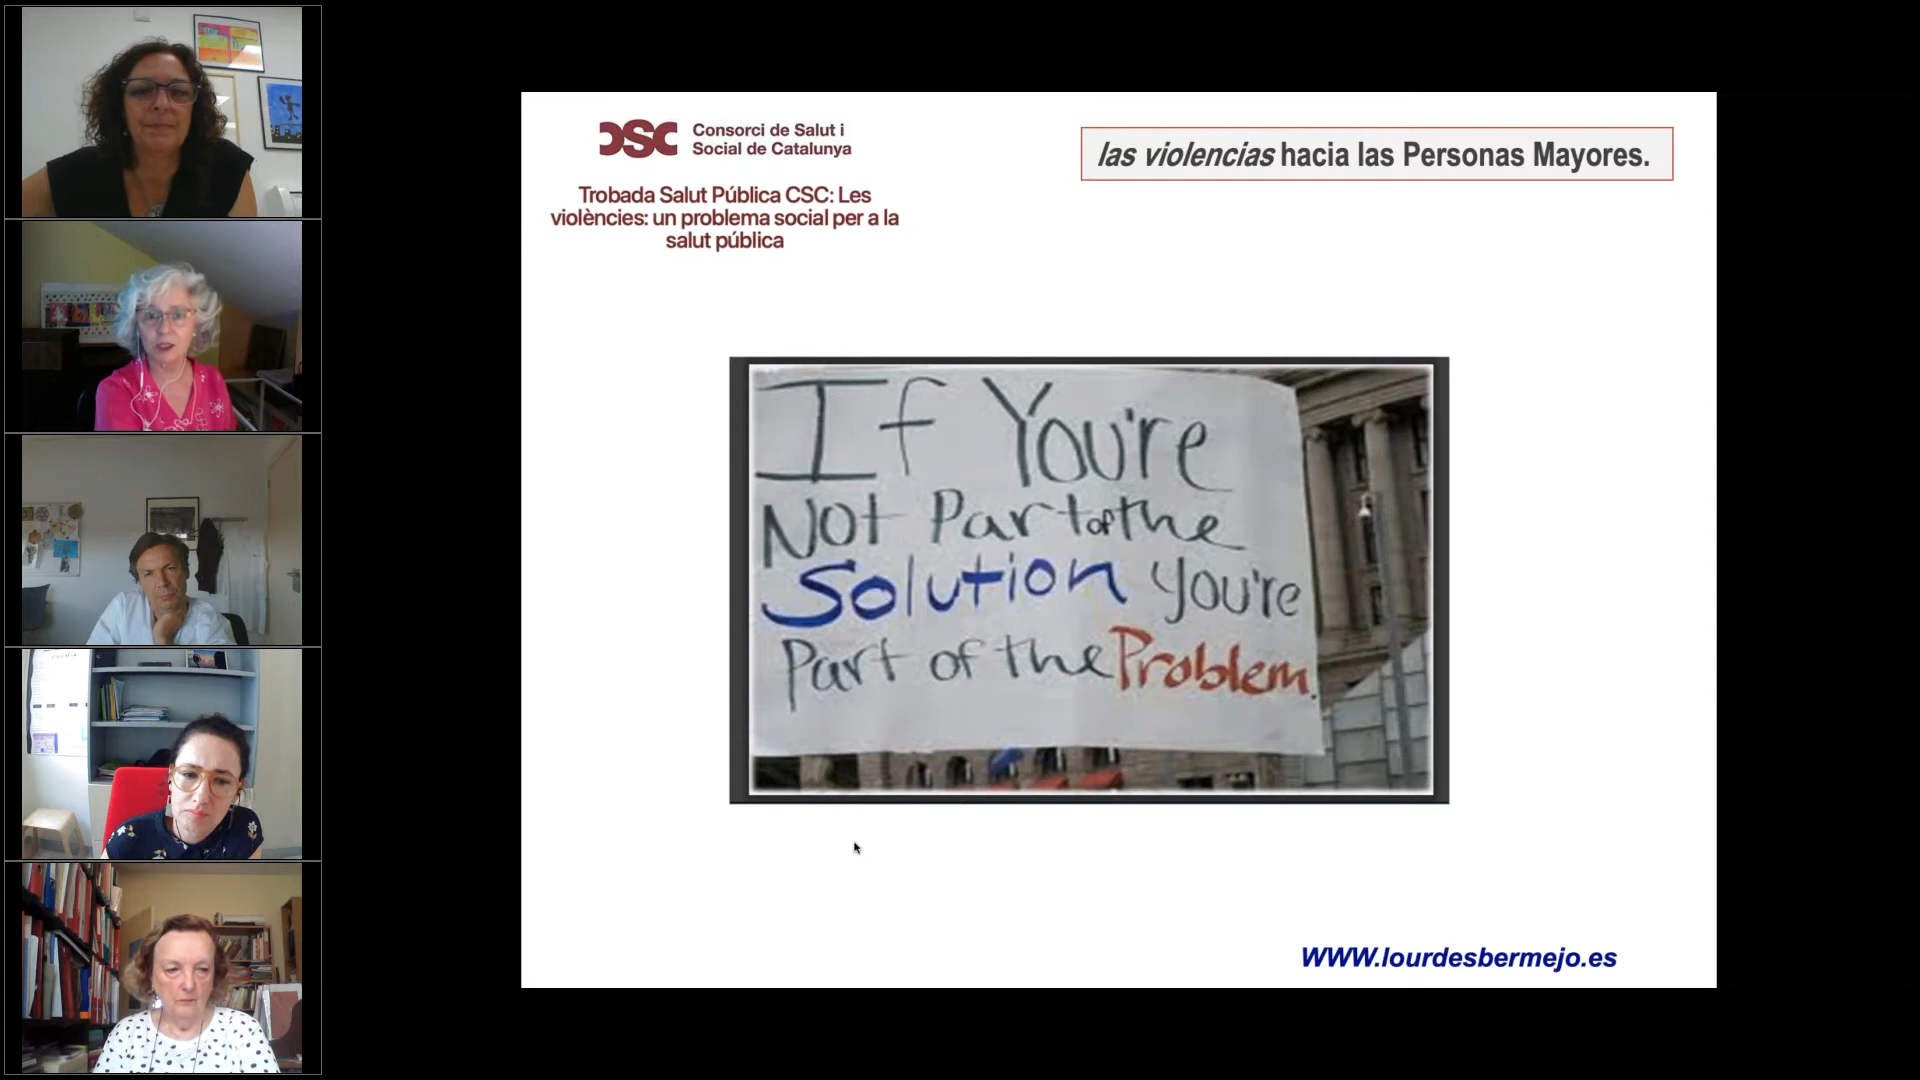 CSC Consorci de Salut i
Social de Catalunya
las violencias hacia las Personas Mayores.
Trobada Salut Pública CSC: Les
violències: un problema social per a la
salut pública
If You're
Not Part of the
Solution You're
Part of the Problem.
WWW.lourdesbermejo.es